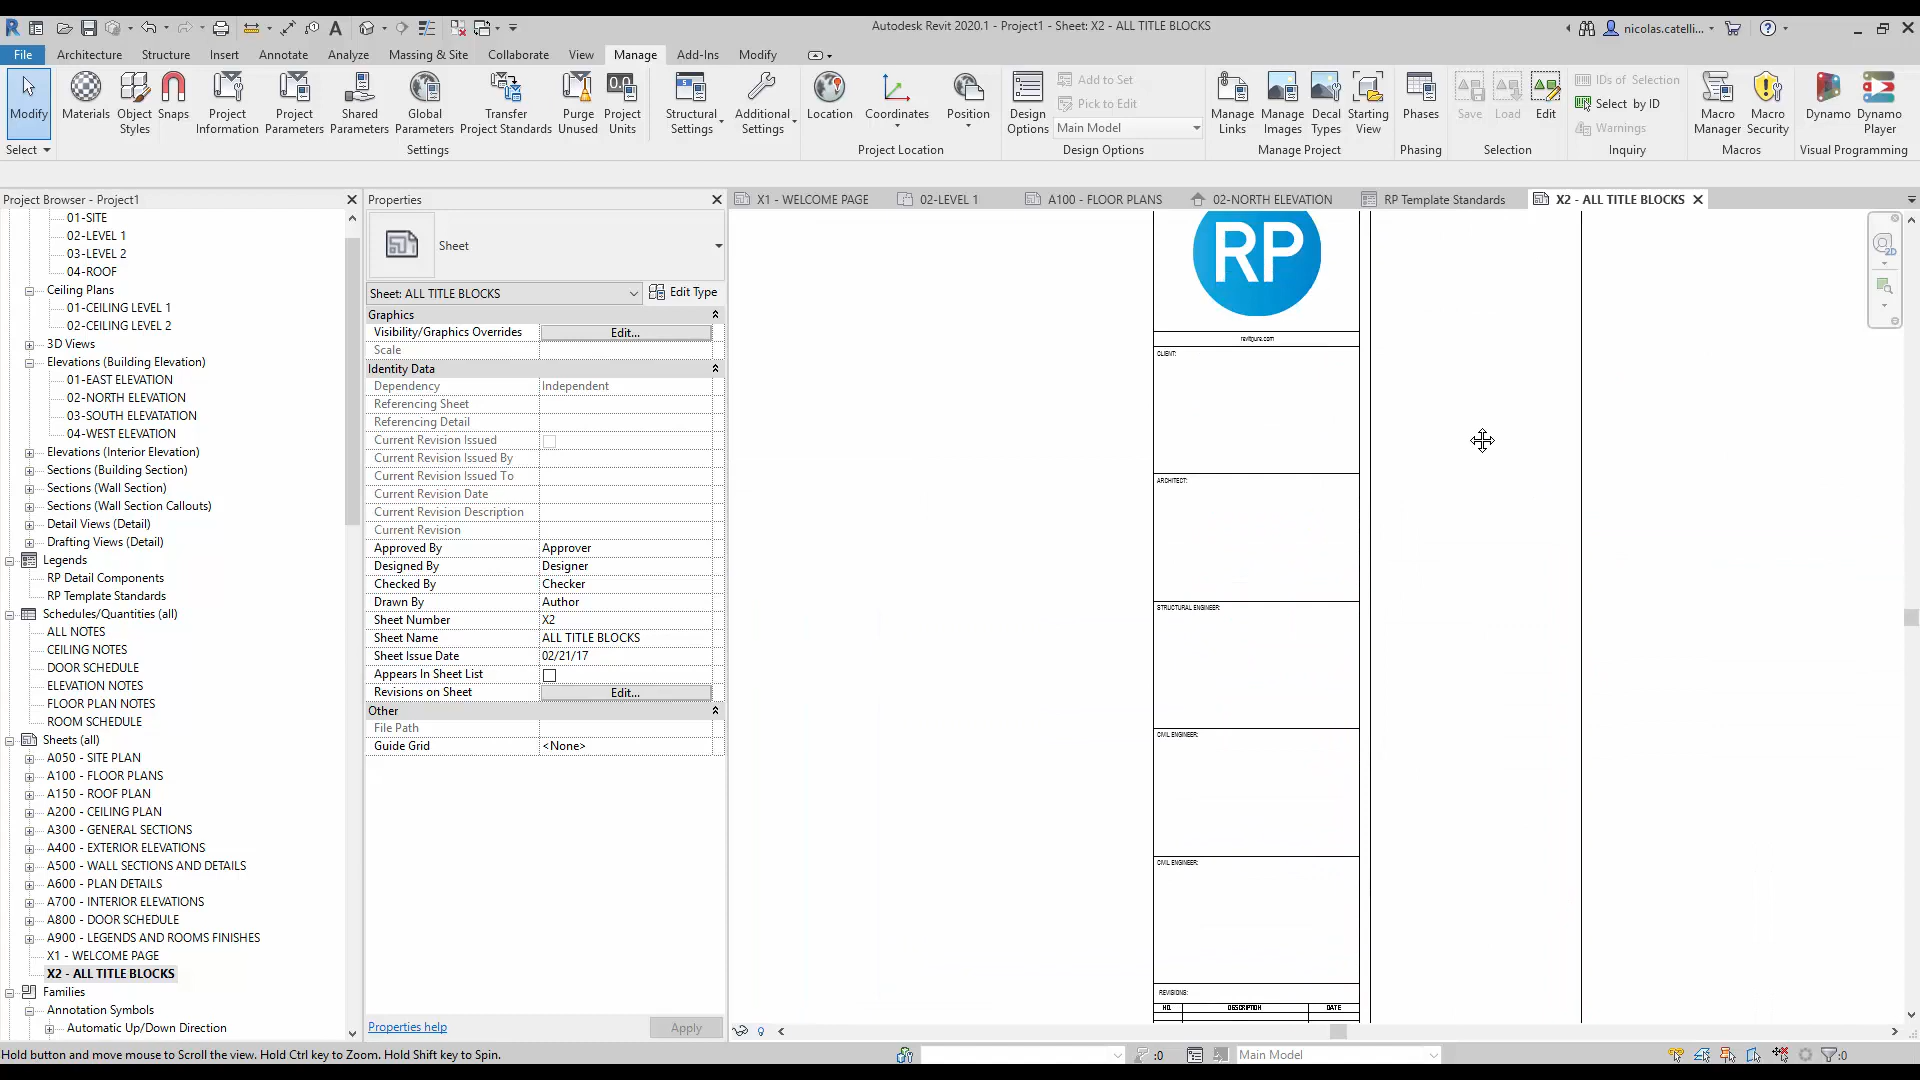 Autodesk Revit 2020.1 - Project1 - Sheet: X2 - ALL TITLE BLOCKS
nicolas.catelli...
File Architecture Structure Insert Annotate Analyze Massing & Site Collaborate View Manage Add-Ins Modify
Modify
Materials
Object Styles
Snaps
Project Information
Project Parameters
Shared Parameters
Global Parameters
Transfer Project Standards
Purge Unused
Project Units
Structural Settings
Additional Settings
Location
Coordinates
Position
Design Options
Add to Set
Pick to Edit
Main Model
Manage Links
Manage Images
Decal Types
Starting View
Phases
Save
Load
Edit
IDs of Selection
Select by ID
Warnings
Macro Manager
Macro Security
Dynamo
Dynamo Player
Select
Settings
Project Location
Design Options
Manage Project
Phasing
Selection
Inquiry
Macros
Visual Programming
Project Browser - Project1
01-SITE
02-LEVEL 1
03-LEVEL 2
04-ROOF
Ceiling Plans
01-CEILING LEVEL 1
02-CEILING LEVEL 2
3D Views
Elevations (Building Elevation)
01-EAST ELEVATION
02-NORTH ELEVATION
03-SOUTH ELEVATATION
04-WEST ELEVATION
Elevations (Interior Elevation)
Sections (Building Section)
Sections (Wall Section)
Sections (Wall Section Callouts)
Detail Views (Detail)
Drafting Views (Detail)
Legends
RP Detail Components
RP Template Standards
Schedules/Quantities (all)
ALL NOTES
CEILING NOTES
DOOR SCHEDULE
ELEVATION NOTES
FLOOR PLAN NOTES
ROOM SCHEDULE
Sheets (all)
A050 - SITE PLAN
A100 - FLOOR PLANS
A150 - ROOF PLAN
A200 - CEILING PLAN
A300 - GENERAL SECTIONS
A400 - EXTERIOR ELEVATIONS
A500 - WALL SECTIONS AND DETAILS
A600 - PLAN DETAILS
A700 - INTERIOR ELEVATIONS
A800 - DOOR SCHEDULE
A900 - LEGENDS AND ROOMS FINISHES
X1 - WELCOME PAGE
X2 - ALL TITLE BLOCKS
Families
Annotation Symbols
Automatic Up/Down Direction
Properties
Sheet
Sheet: ALL TITLE BLOCKS
Edit Type
Graphics
Visibility/Graphics Overrides Edit...
Scale
Identity Data
Dependency Independent
Referencing Sheet
Referencing Detail
Current Revision Issued
Current Revision Issued By
Current Revision Issued To
Current Revision Date
Current Revision Description
Current Revision
Approved By Approver
Designed By Designer
Checked By Checker
Drawn By Author
Sheet Number X2
Sheet Name ALL TITLE BLOCKS
Sheet Issue Date 02/21/17
Appears In Sheet List
Revisions on Sheet Edit...
Other
File Path
Guide Grid <None>
Properties help
Apply
X1 - WELCOME PAGE 02-LEVEL 1 A100 - FLOOR PLANS 02-NORTH ELEVATION RP Template Standards X2 - ALL TITLE BLOCKS
2D
RP
revitpure.com
CLIENT:
ARCHITECT:
STRUCTURAL ENGINEER:
CIVIL ENGINEER:
CIVIL ENGINEER:
REVISIONS:
NO. DESCRIPTION DATE
Hold button and move mouse to Scroll the view. Hold Ctrl key to Zoom. Hold Shift key to Spin.
:0
Main Model
:0